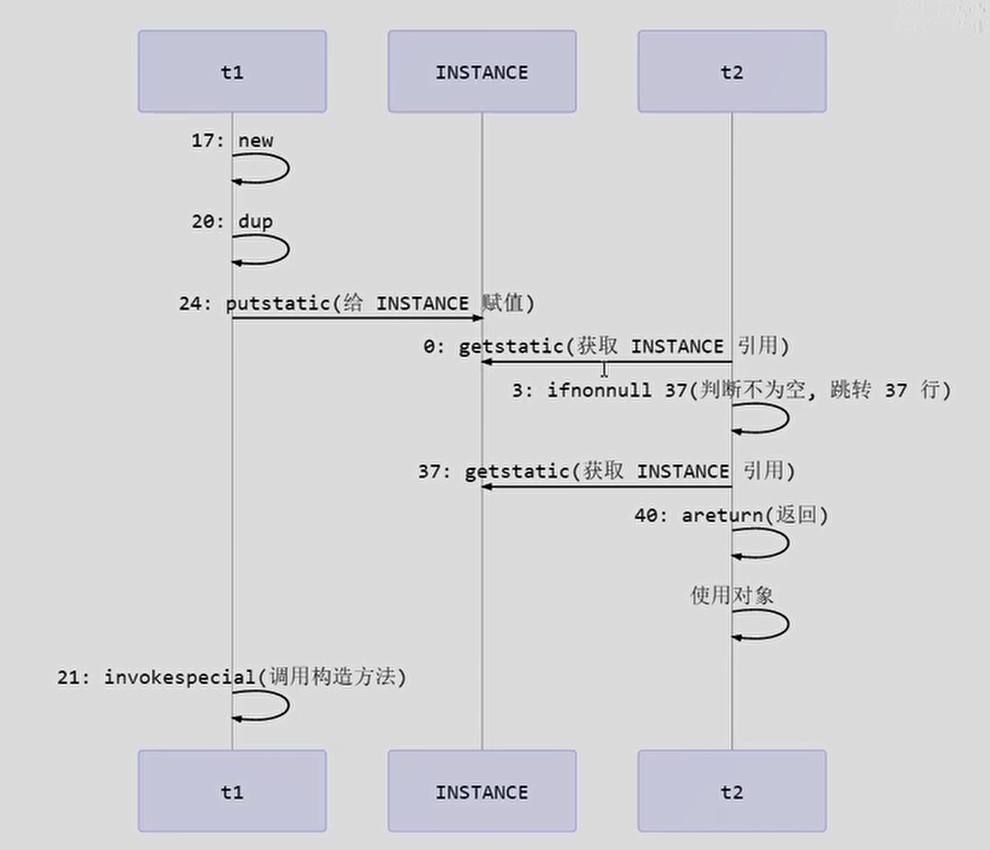 t1
INSTANCE
t2
17: new
20: dup
24: putstatic(给 INSTANCE 赋值)
0: getstatic(获取 INSTANCE 引用)
3: ifnonnull 37(判断不为空, 跳转 37 行)
37: getstatic(获取 INSTANCE 引用)
40: areturn(返回)
使用对象
21: invokespecial(调用构造方法)
t1
INSTANCE
t2